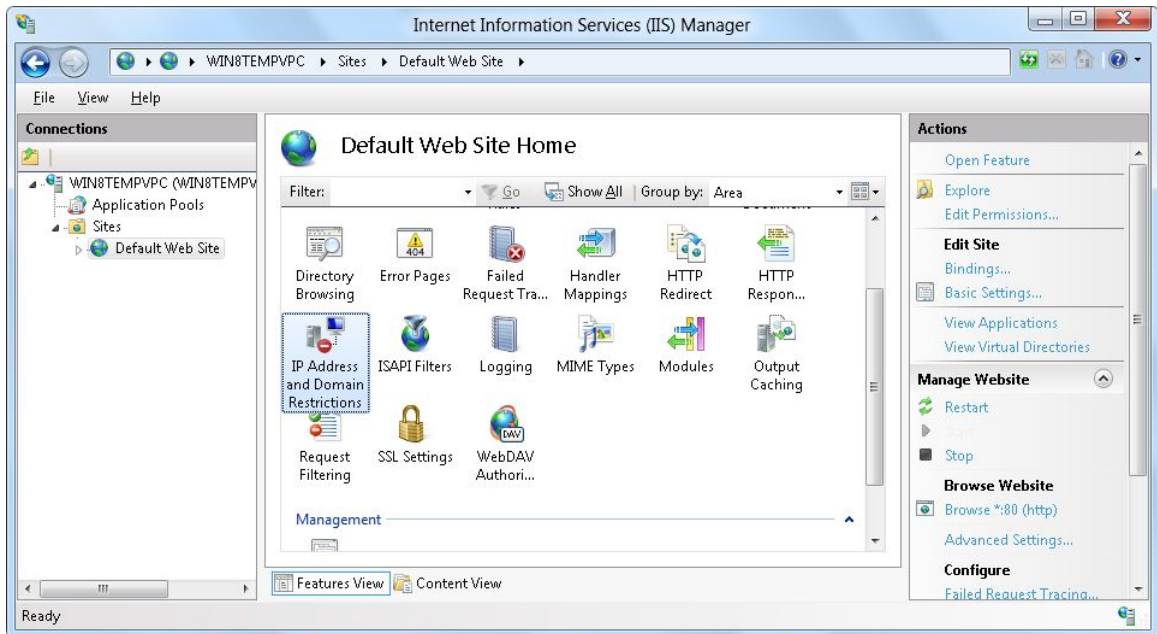 Internet Information Services (IIS) Manager
WIN8TEMPVPC Sites Default Web Site
File View Help
Connections
WIN8TEMPVPC (WIN8TEMPV
Application Pools
Sites
Default Web Site
Default Web Site Home
Filter: Go Show All Group by: Area
Directory Browsing
Error Pages
404
Failed Request Tra...
Handler Mappings
HTTP Redirect
HTTP Respon...
IP Address and Domain Restrictions
ISAPI Filters
Logging
MIME Types
Modules
Output Caching
Request Filtering
SSL Settings
WebDAV Authori...
DAV
Management
Features View Content View
Actions
Open Feature
Explore
Edit Permissions...
Edit Site
Bindings...
Basic Settings...
View Applications
View Virtual Directories
Manage Website
Restart
Start
Stop
Browse Website
Browse *:80 (http)
Advanced Settings...
Configure
Failed Request Tracing...
Ready